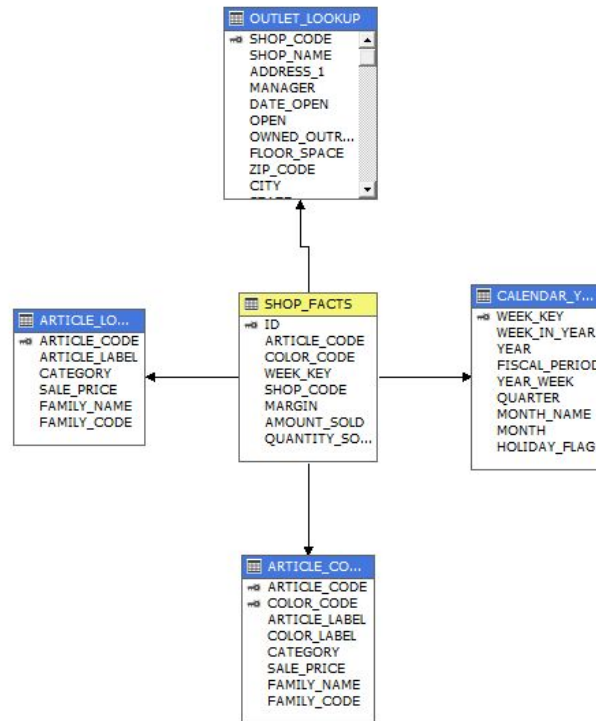 OUTLET_LOOKUP
SHOP_CODE
SHOP_NAME
ADDRESS_1
MANAGER
DATE_OPEN
OPEN
OWNED_OUTR...
FLOOR_SPACE
ZIP_CODE
CITY
ARTICLE_LO...
ARTICLE_CODE
ARTICLE_LABEL
CATEGORY
SALE_PRICE
FAMILY_NAME
FAMILY_CODE
SHOP_FACTS
ID
ARTICLE_CODE
COLOR_CODE
WEEK_KEY
SHOP_CODE
MARGIN
AMOUNT_SOLD
QUANTITY_SO...
CALENDAR_Y...
WEEK_KEY
WEEK_IN_YEAR
YEAR
FISCAL_PERIOD
YEAR_WEEK
QUARTER
MONTH_NAME
MONTH
HOLIDAY_FLAG
ARTICLE_CO...
ARTICLE_CODE
COLOR_CODE
ARTICLE_LABEL
COLOR_LABEL
CATEGORY
SALE_PRICE
FAMILY_NAME
FAMILY_CODE